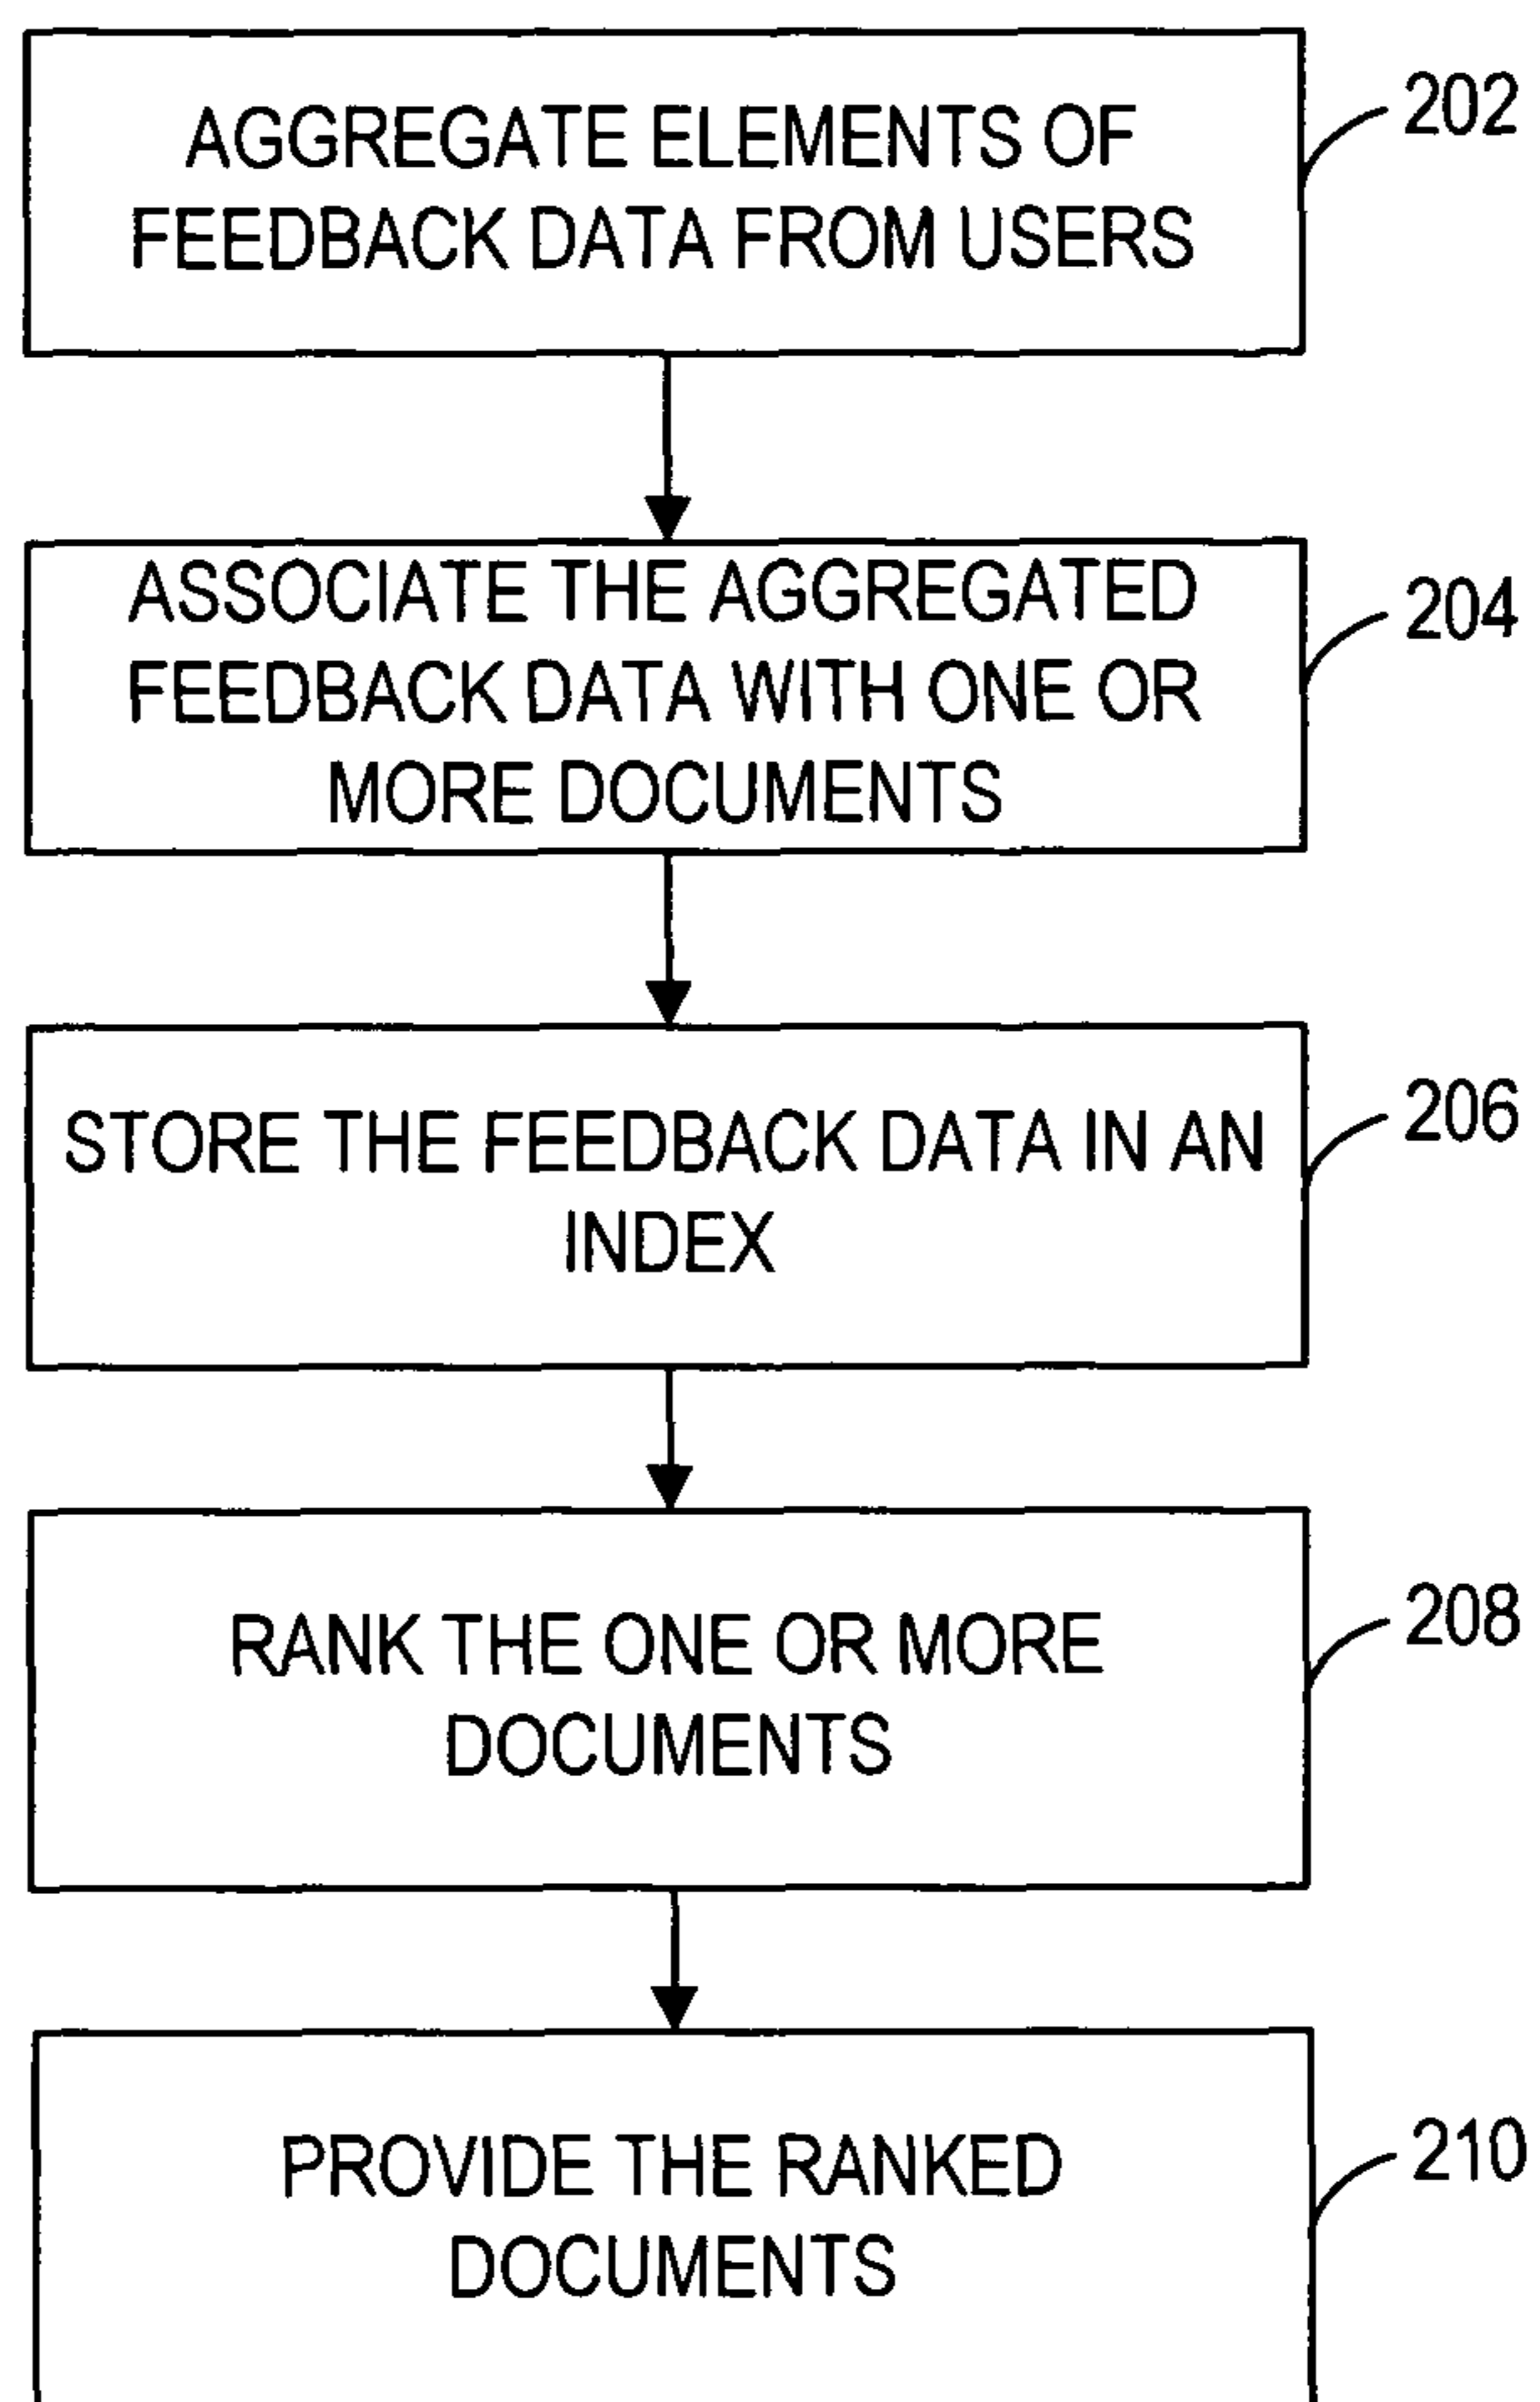 AGGREGATE ELEMENTS OF
FEEDBACK DATA FROM USERS
202
ASSOCIATE THE AGGREGATED
FEEDBACK DATA WITH ONE OR
MORE DOCUMENTS
204
STORE THE FEEDBACK DATA IN AN
INDEX
206
RANK THE ONE OR MORE
DOCUMENTS
208
PROVIDE THE RANKED
DOCUMENTS
210